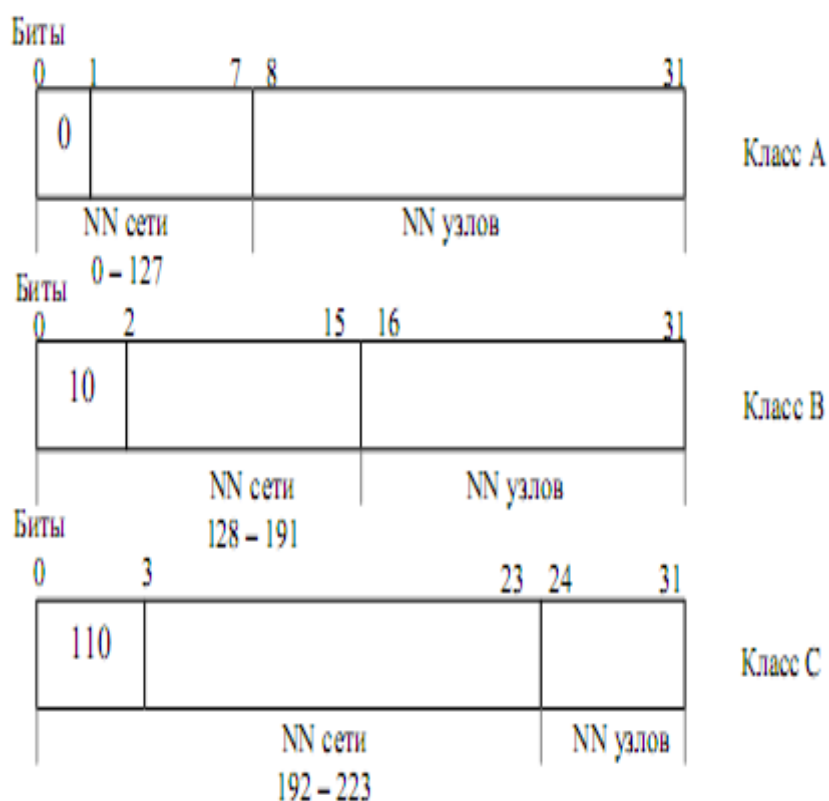 Биты
0 1 7 8 31
0
Класс A
NN сети NN узлов
0 – 127
Биты
0 2 15 16 31
10
Класс B
NN сети NN узлов
128 – 191
Биты
0 3 23 24 31
110
Класс C
NN сети NN узлов
192 – 223